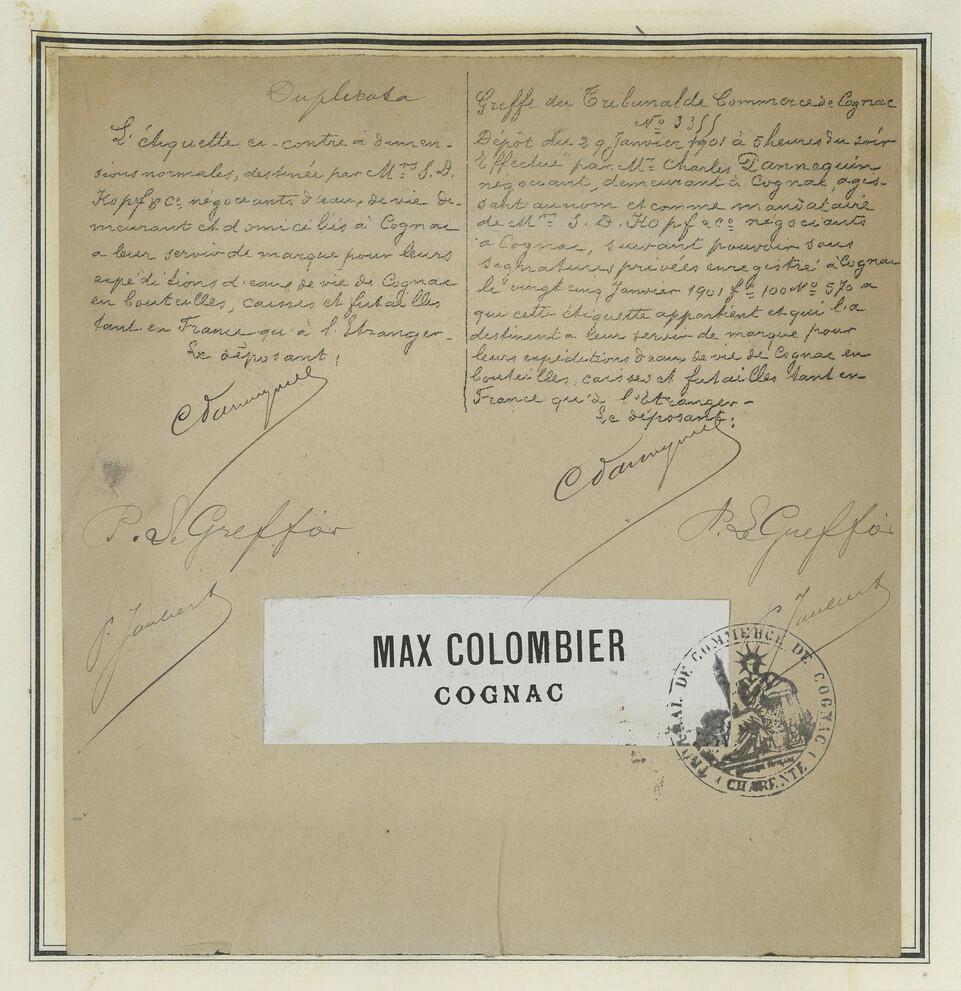 Duplicata
L'étiquette ci-contre à dimen-
sions normales, destinée par Mrs S. D.
Kopf & Co négociants d'eaux de vie de-
meurant et domiciliés à Cognac
a leur servir de marque pour leurs
expéditions d'eaux de vie de Cognac
en bouteilles, caisses et futailles
tant en France qu'à l'Etranger.
Le déposant:
P. Le Greffier
Greffe du Tribunal de Commerce de Cognac
No 3355
Dépôt du 29 Janvier 1901 à 5 heures du soir
Effectué par Mr Charles Dannequin
négociant, demeurant à Cognac, agis-
sant au nom et comme mandataire
de Mrs S. D. Kopf & Co négociants
à Cognac, suivant pouvoir sous
signatures privées enregistré à Cognac
le vingt cinq Janvier 1901 fo 100 No 570 a
qui cette étiquette appartient et qui l'a
destinent a leur servir de marque pour
leurs expéditions d'eaux de vie de Cognac en
bouteilles, caisses et futailles tant en
France qu'à l'Etranger-
Le déposant:
P. Le Greffier
MAX COLOMBIER
COGNAC
TRIBUNAL DE COMMERCE DE COGNAC
CHARENTE